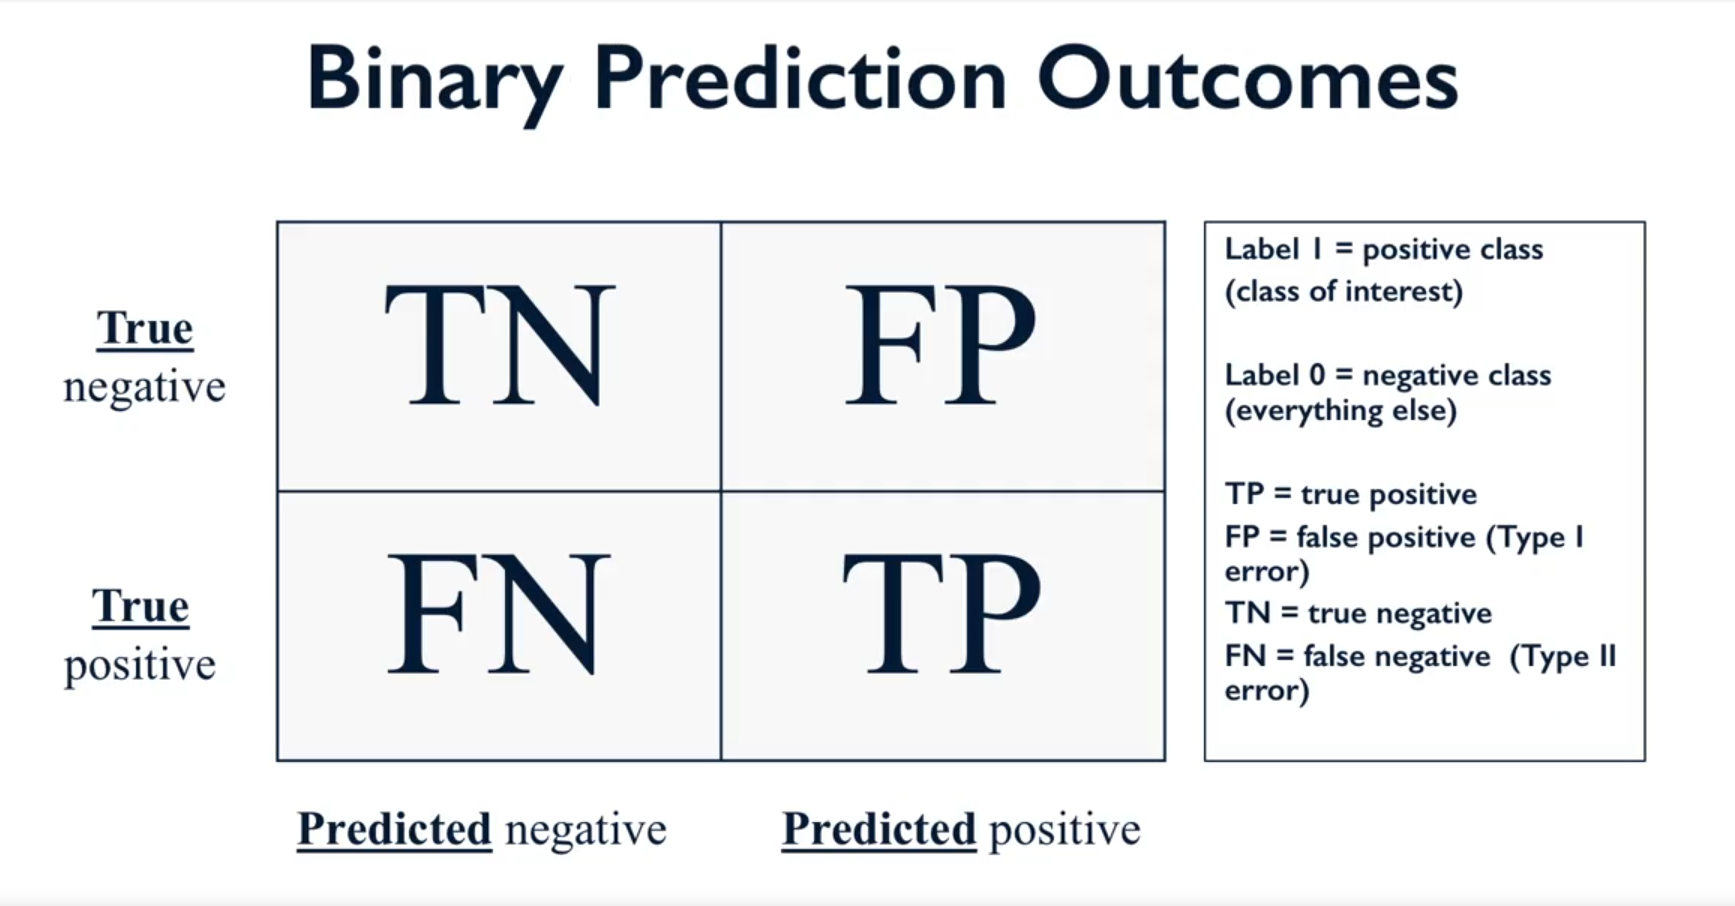 Binary Prediction Outcomes
True
negative
TN
FP
True
positive
FN
TP
Predicted negative
Predicted positive
Label 1 = positive class
(class of interest)
Label 0 = negative class
(everything else)
TP = true positive
FP = false positive (Type I
error)
TN = true negative
FN = false negative (Type II
error)